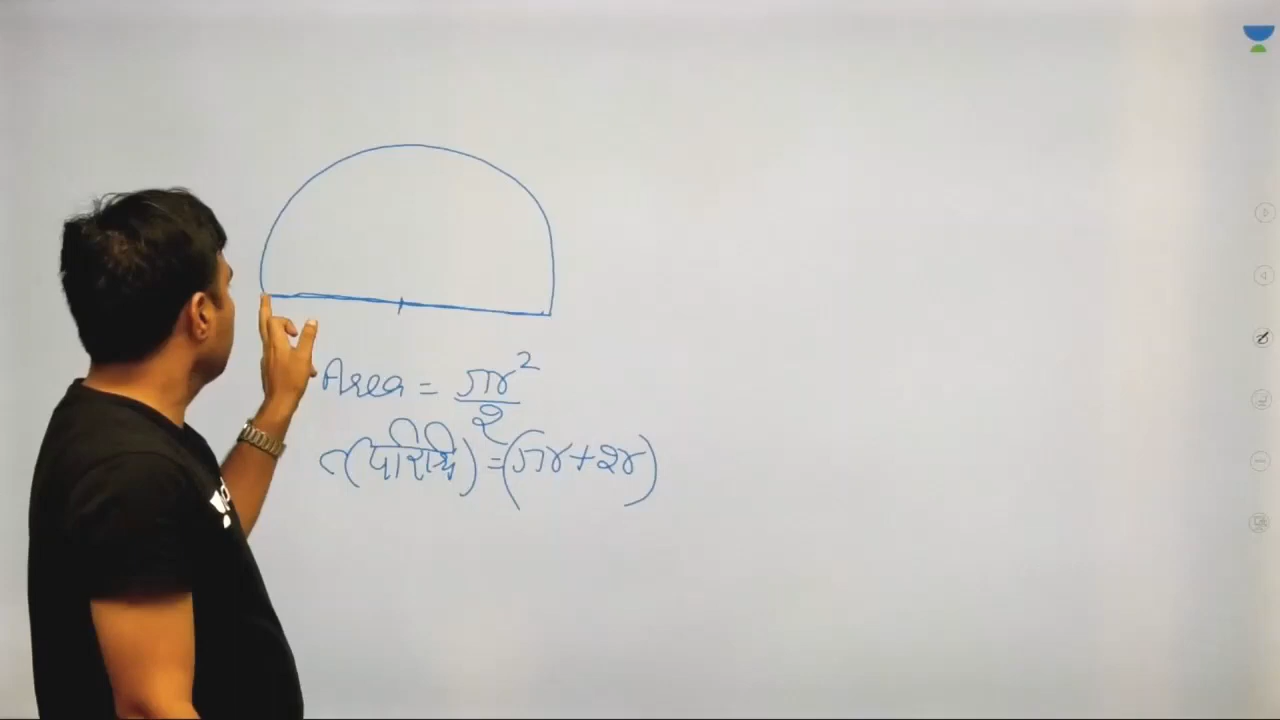 Area = πr²/2
(परिधि) = (πr + 2r)